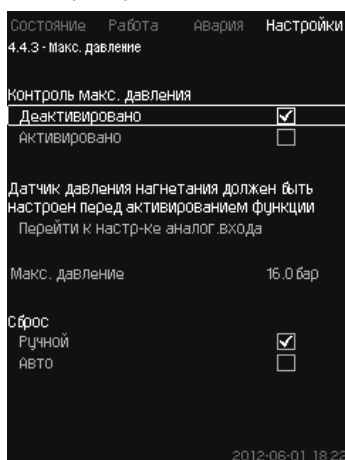 Состояние Работа Авария Настройки
4.4.3 - Макс. давление
Контроль макс. давления
Деактивировано
Активировано
Датчик давления нагнетания должен быть
настроен перед активированием функции
Перейти к настр-ке аналог.входа
Макс. давление 16.0 бар
Сброс
Ручной
Авто
2012-06-01 18:22